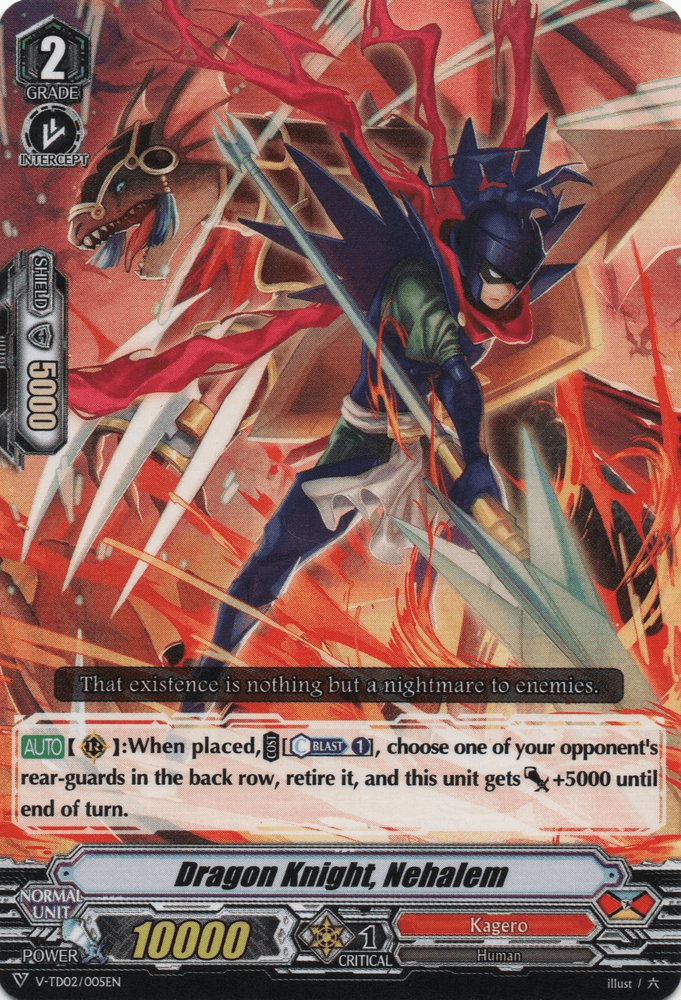 2
GRADE
INTERCEPT
SHIELD
5000
That existence is nothing but a nightmare to enemies.
AUTO【R】:When placed, COST [C BLAST 1], choose one of your opponent's
rear-guards in the back row, retire it, and this unit gets +5000 until
end of turn.
Dragon Knight, Nehalem
NORMAL
UNIT
POWER
10000
1
CRITICAL
Kagero
Human
V-TD02/005EN
illust / 六